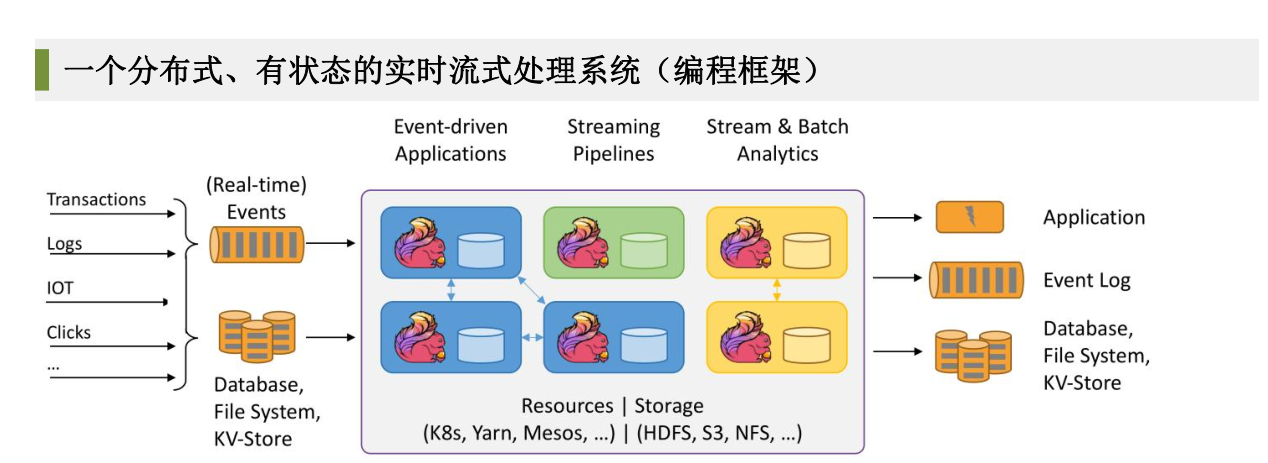 一个分布式、有状态的实时流式处理系统（编程框架）
Event-driven
Applications
Streaming
Pipelines
Stream & Batch
Analytics
Transactions
Logs
IOT
Clicks
...
(Real-time)
Events
Database,
File System,
KV-Store
Resources | Storage
(K8s, Yarn, Mesos, ...) | (HDFS, S3, NFS, ...)
Application
Event Log
Database,
File System,
KV-Store